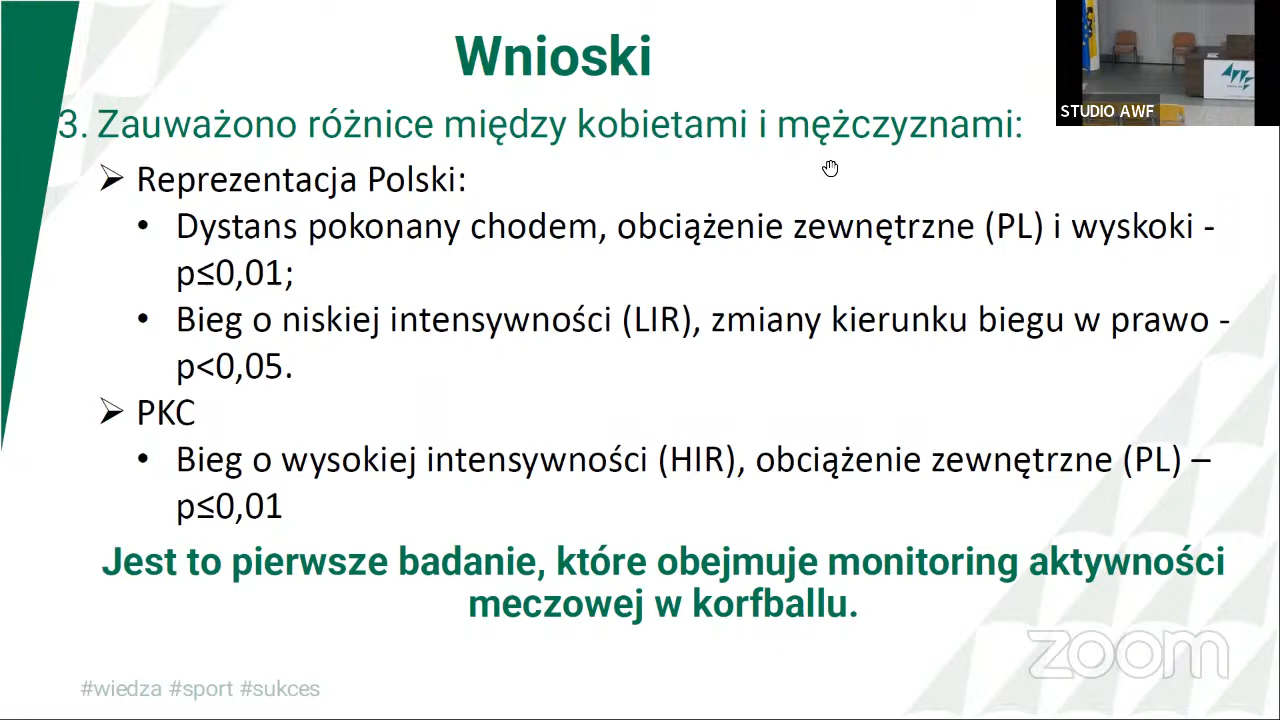 Wnioski
STUDIO AWF
3. Zauważono różnice między kobietami i mężczyznami:
➢ Reprezentacja Polski:
• Dystans pokonany chodem, obciążenie zewnętrzne (PL) i wyskoki -
p≤0,01;
• Bieg o niskiej intensywności (LIR), zmiany kierunku biegu w prawo -
p<0,05.
➢ PKC
• Bieg o wysokiej intensywności (HIR), obciążenie zewnętrzne (PL) –
p≤0,01
Jest to pierwsze badanie, które obejmuje monitoring aktywności
meczowej w korfballu.
zoom
#wiedza #sport #sukces